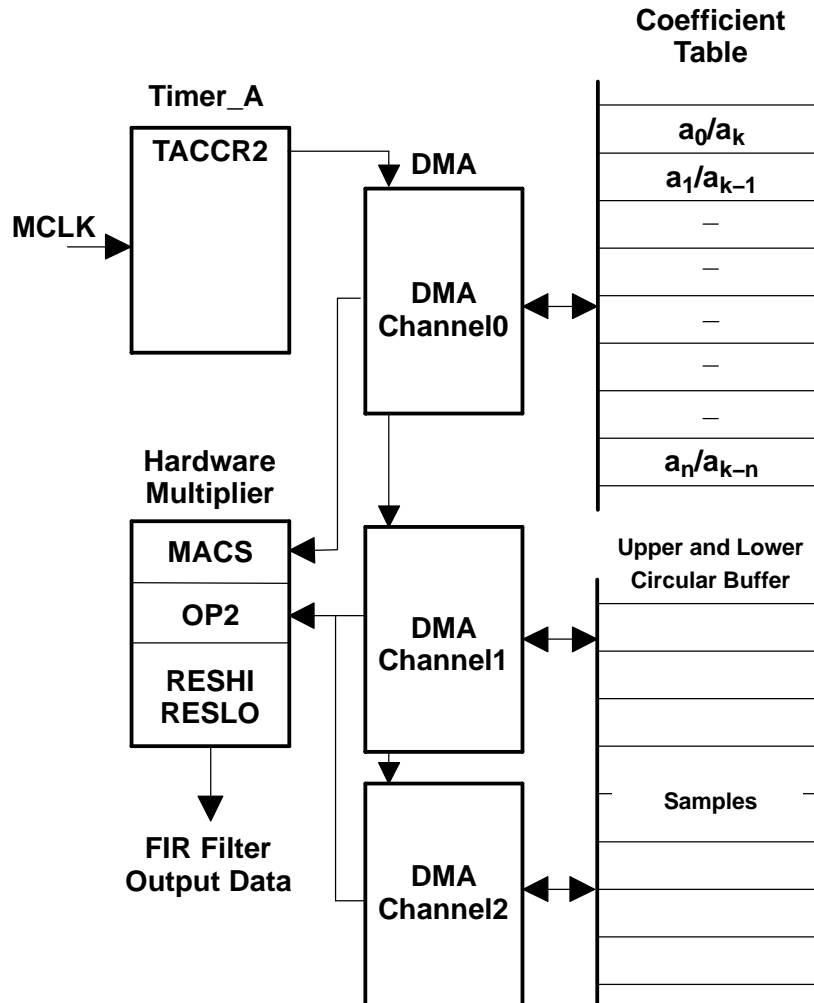 Coefficient
Table
Timer_A
TACCR2
DMA
a0/ak
a1/ak–1
MCLK
–
–
DMA
Channel0
–
–
–
an/ak–n
Hardware
Multiplier
MACS
OP2
RESHI
RESLO
FIR Filter
Output Data
Upper and Lower
Circular Buffer
DMA
Channel1
Samples
DMA
Channel2